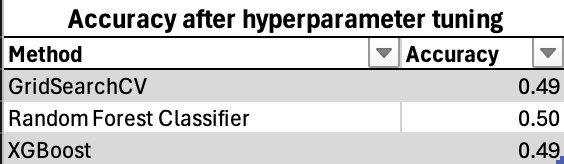 Accuracy after hyperparameter tuning
Method Accuracy
GridSearchCV 0.49
Random Forest Classifier 0.50
XGBoost 0.49